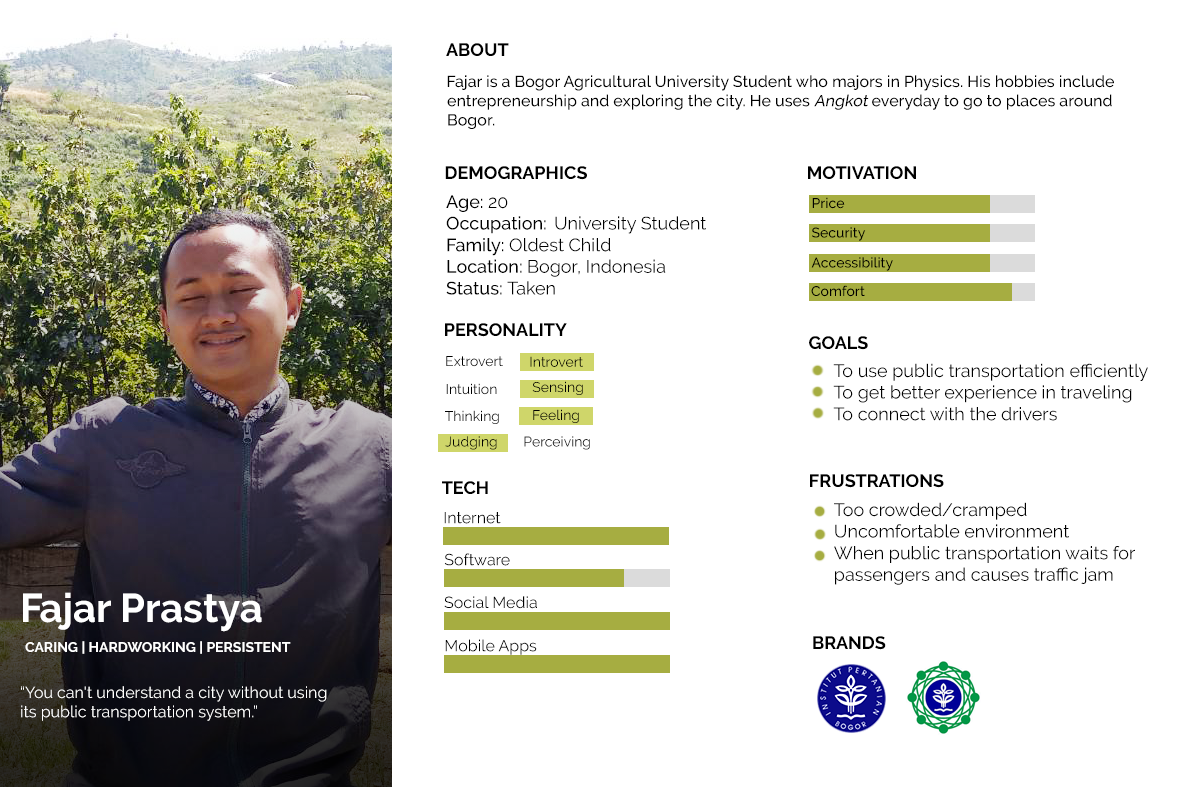 Fajar Prastya
CARING | HARDWORKING | PERSISTENT
“You can't understand a city without using
its public transportation system.”
ABOUT
Fajar is a Bogor Agricultural University Student who majors in Physics. His hobbies include
entrepreneurship and exploring the city. He uses Angkot everyday to go to places around
Bogor.
DEMOGRAPHICS
Age: 20
Occupation: University Student
Family: Oldest Child
Location: Bogor, Indonesia
Status: Taken
PERSONALITY
Extrovert Introvert
Intuition Sensing
Thinking Feeling
Judging Perceiving
TECH
Internet
Software
Social Media
Mobile Apps
MOTIVATION
Price
Security
Accessibility
Comfort
GOALS
To use public transportation efficiently
To get better experience in traveling
To connect with the drivers
FRUSTRATIONS
Too crowded/cramped
Uncomfortable environment
When public transportation waits for
passengers and causes traffic jam
BRANDS
INSTITUT PERTANIAN
BOGOR